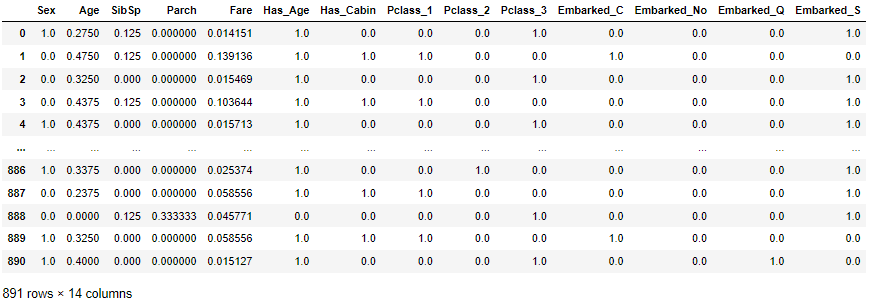 Sex Age SibSp Parch Fare Has_Age Has_Cabin Pclass_1 Pclass_2 Pclass_3 Embarked_C Embarked_No Embarked_Q Embarked_S
0 1.0 0.2750 0.125 0.000000 0.014151 1.0 0.0 0.0 0.0 1.0 0.0 0.0 0.0 1.0
1 0.0 0.4750 0.125 0.000000 0.139136 1.0 1.0 1.0 0.0 0.0 1.0 0.0 0.0 0.0
2 0.0 0.3250 0.000 0.000000 0.015469 1.0 0.0 0.0 0.0 1.0 0.0 0.0 0.0 1.0
3 0.0 0.4375 0.125 0.000000 0.103644 1.0 1.0 1.0 0.0 0.0 0.0 0.0 0.0 1.0
4 1.0 0.4375 0.000 0.000000 0.015713 1.0 0.0 0.0 0.0 1.0 0.0 0.0 0.0 1.0
... ... ... ... ... ... ... ... ... ... ... ... ... ... ...
886 1.0 0.3375 0.000 0.000000 0.025374 1.0 0.0 0.0 1.0 0.0 0.0 0.0 0.0 1.0
887 0.0 0.2375 0.000 0.000000 0.058556 1.0 1.0 1.0 0.0 0.0 0.0 0.0 0.0 1.0
888 0.0 0.0000 0.125 0.333333 0.045771 0.0 0.0 0.0 0.0 1.0 0.0 0.0 0.0 1.0
889 1.0 0.3250 0.000 0.000000 0.058556 1.0 1.0 1.0 0.0 0.0 1.0 0.0 0.0 0.0
890 1.0 0.4000 0.000 0.000000 0.015127 1.0 0.0 0.0 0.0 1.0 0.0 0.0 1.0 0.0
891 rows × 14 columns